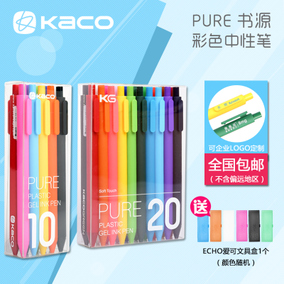 KACO
PURE 书源
彩色中性笔
可企业LOGO定制
全国包邮
（不含偏远地区）
送
ECHO爱可文具盒1个
（颜色随机）
PURE
PLASTIC
GEL INK PEN
10
KACO
KG
Soft Touch
PURE
PLASTIC
GEL INK PEN
20